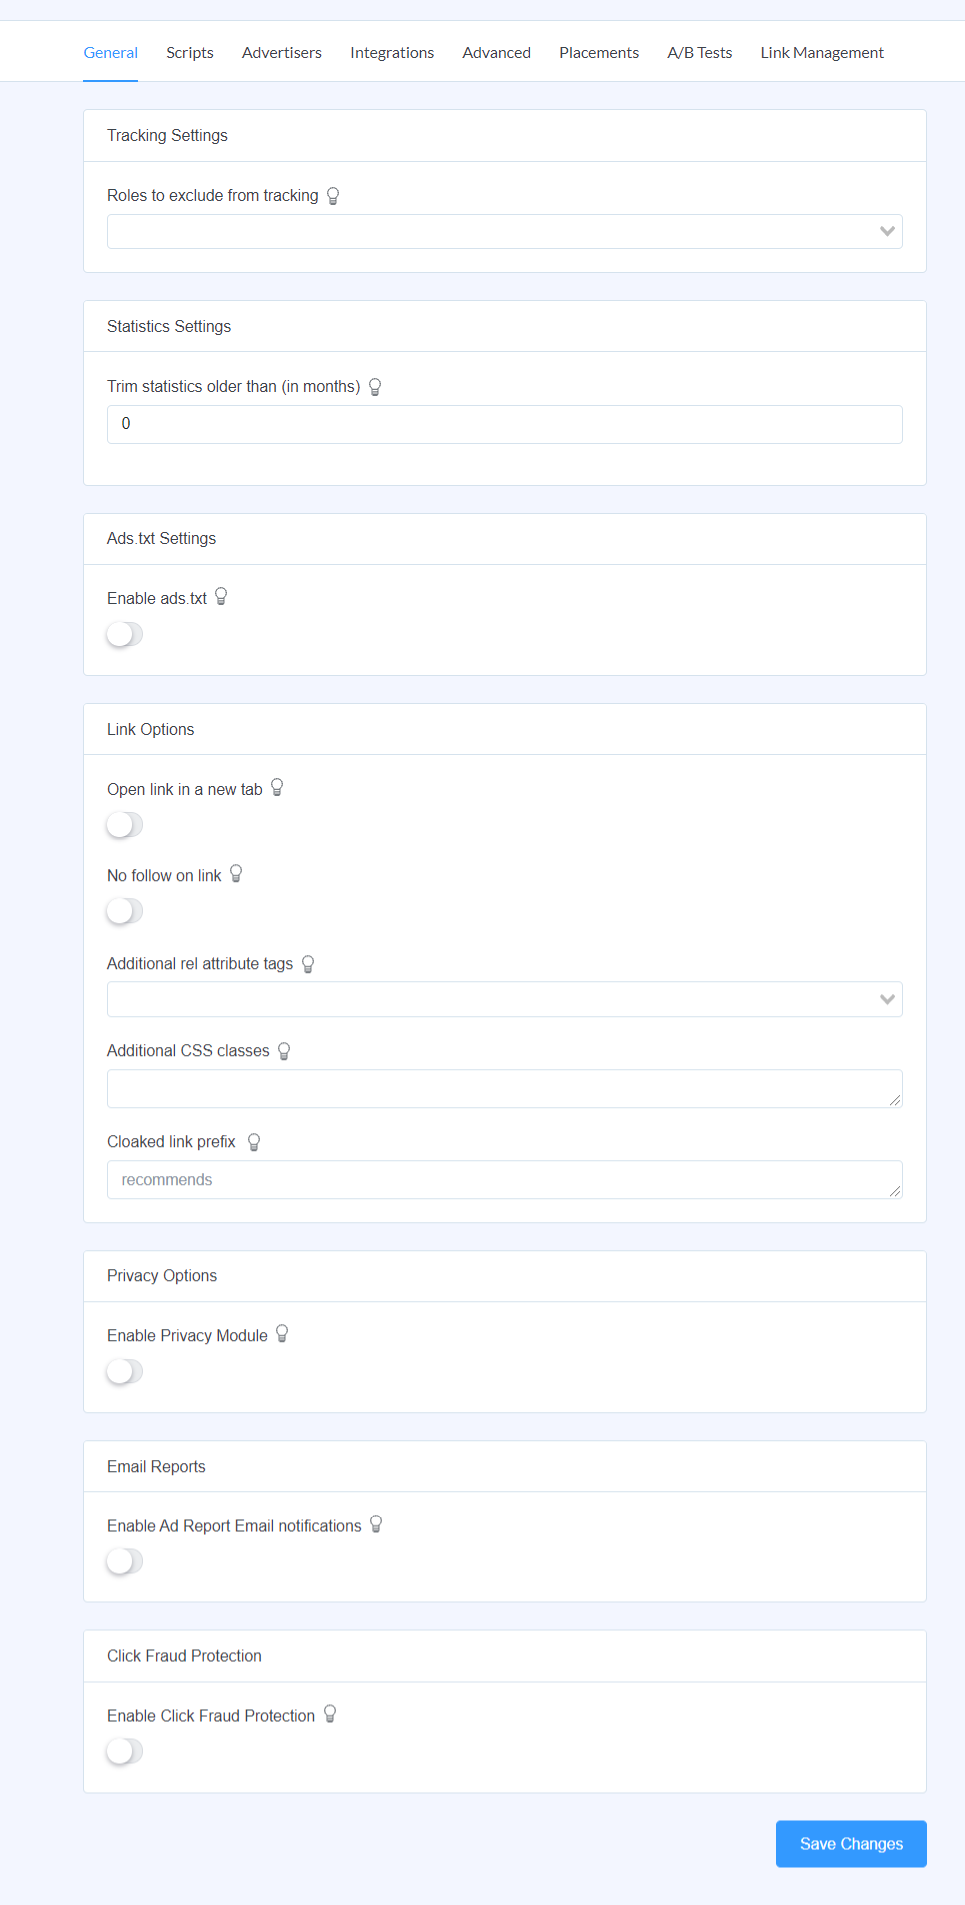 General Scripts Advertisers Integrations Advanced Placements A/B Tests Link Management
Tracking Settings
Roles to exclude from tracking
Statistics Settings
Trim statistics older than (in months)
0
Ads.txt Settings
Enable ads.txt
Link Options
Open link in a new tab
No follow on link
Additional rel attribute tags
Additional CSS classes
Cloaked link prefix
recommends
Privacy Options
Enable Privacy Module
Email Reports
Enable Ad Report Email notifications
Click Fraud Protection
Enable Click Fraud Protection
Save Changes